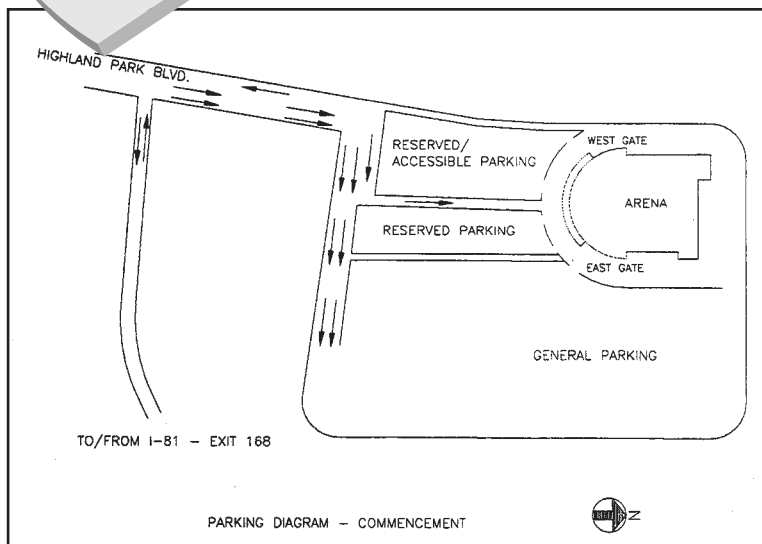 HIGHLAND PARK BLVD.
WEST GATE
RESERVED/
ACCESSIBLE PARKING
ARENA
RESERVED PARKING
EAST GATE
GENERAL PARKING
TO/FROM I-81 - EXIT 168
PARKING DIAGRAM - COMMENCEMENT
N